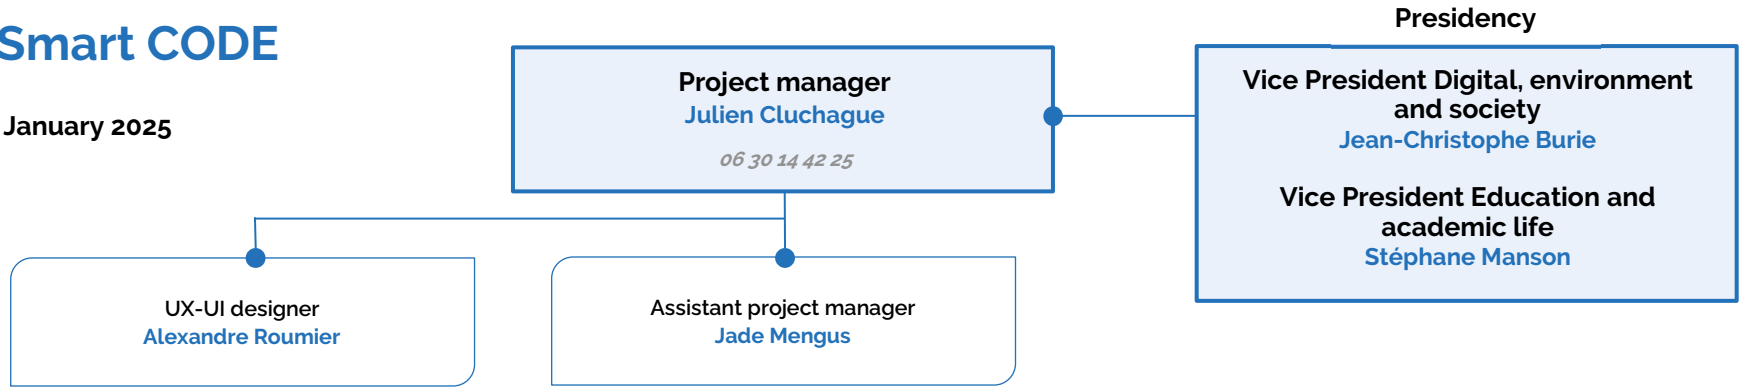 Smart CODE
January 2025
Project manager
Julien Cluchague
06 30 14 42 25
Presidency
Vice President Digital, environment
and society
Jean-Christophe Burie
Vice President Education and
academic life
Stéphane Manson
UX-UI designer
Alexandre Roumier
Assistant project manager
Jade Mengus